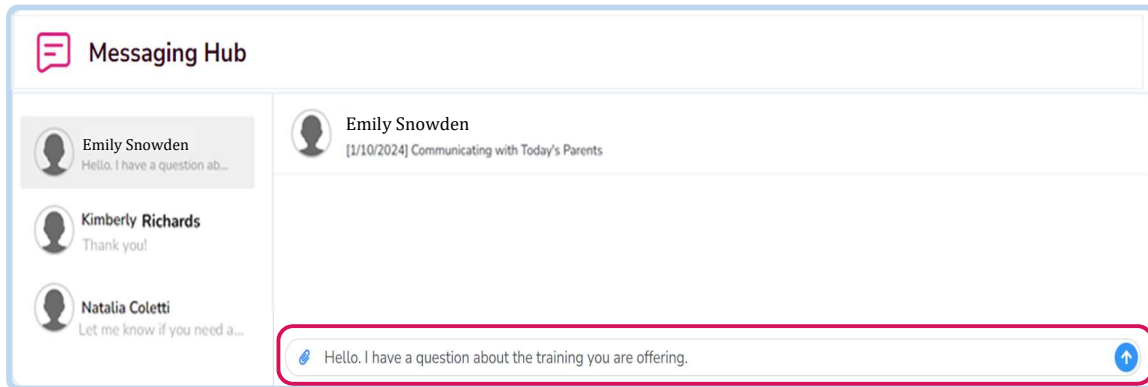 Messaging Hub
Emily Snowden
Hello. I have a question ab...
Kimberly Richards
Thank you!
Natalia Coletti
Let me know if you need a...
Emily Snowden
[1/10/2024] Communicating with Today's Parents
Hello. I have a question about the training you are offering.